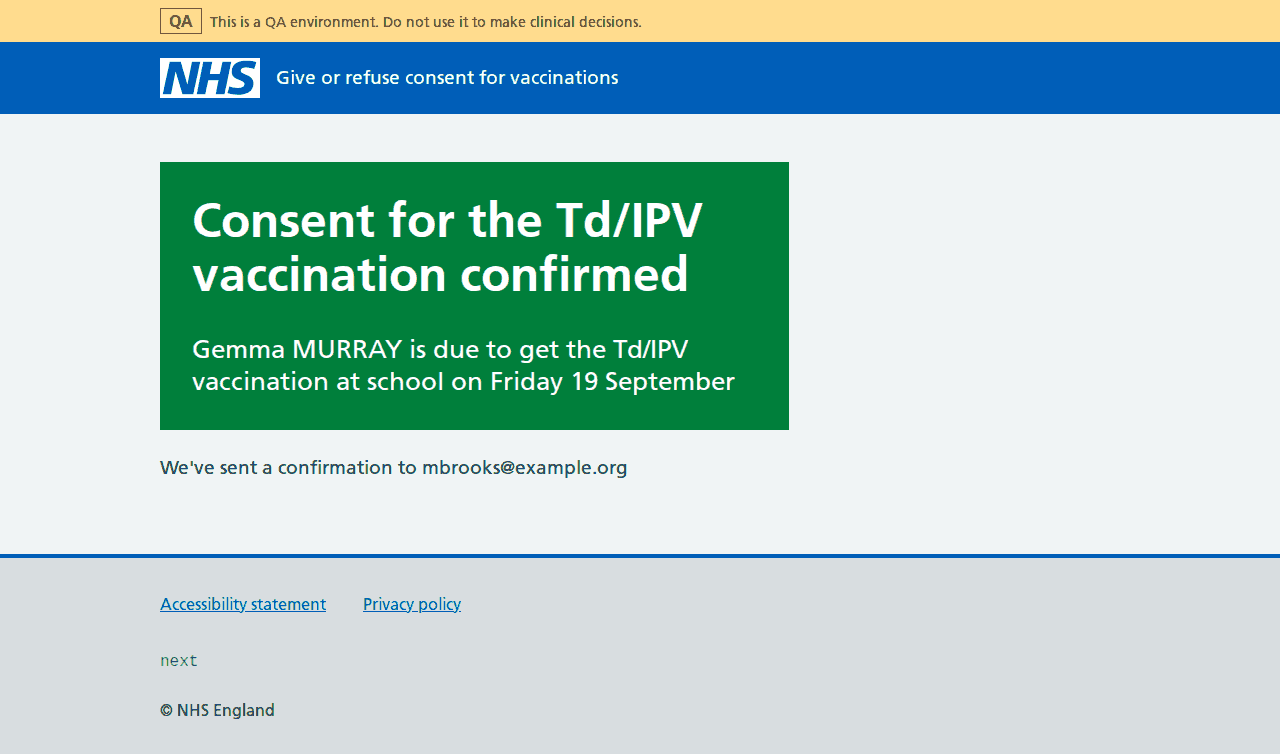 QA This is a QA environment. Do not use it to make clinical decisions.
NHS Give or refuse consent for vaccinations
Consent for the Td/IPV
vaccination confirmed
Gemma MURRAY is due to get the Td/IPV
vaccination at school on Friday 19 September
We've sent a confirmation to mbrooks@example.org
Accessibility statement Privacy policy
next
© NHS England